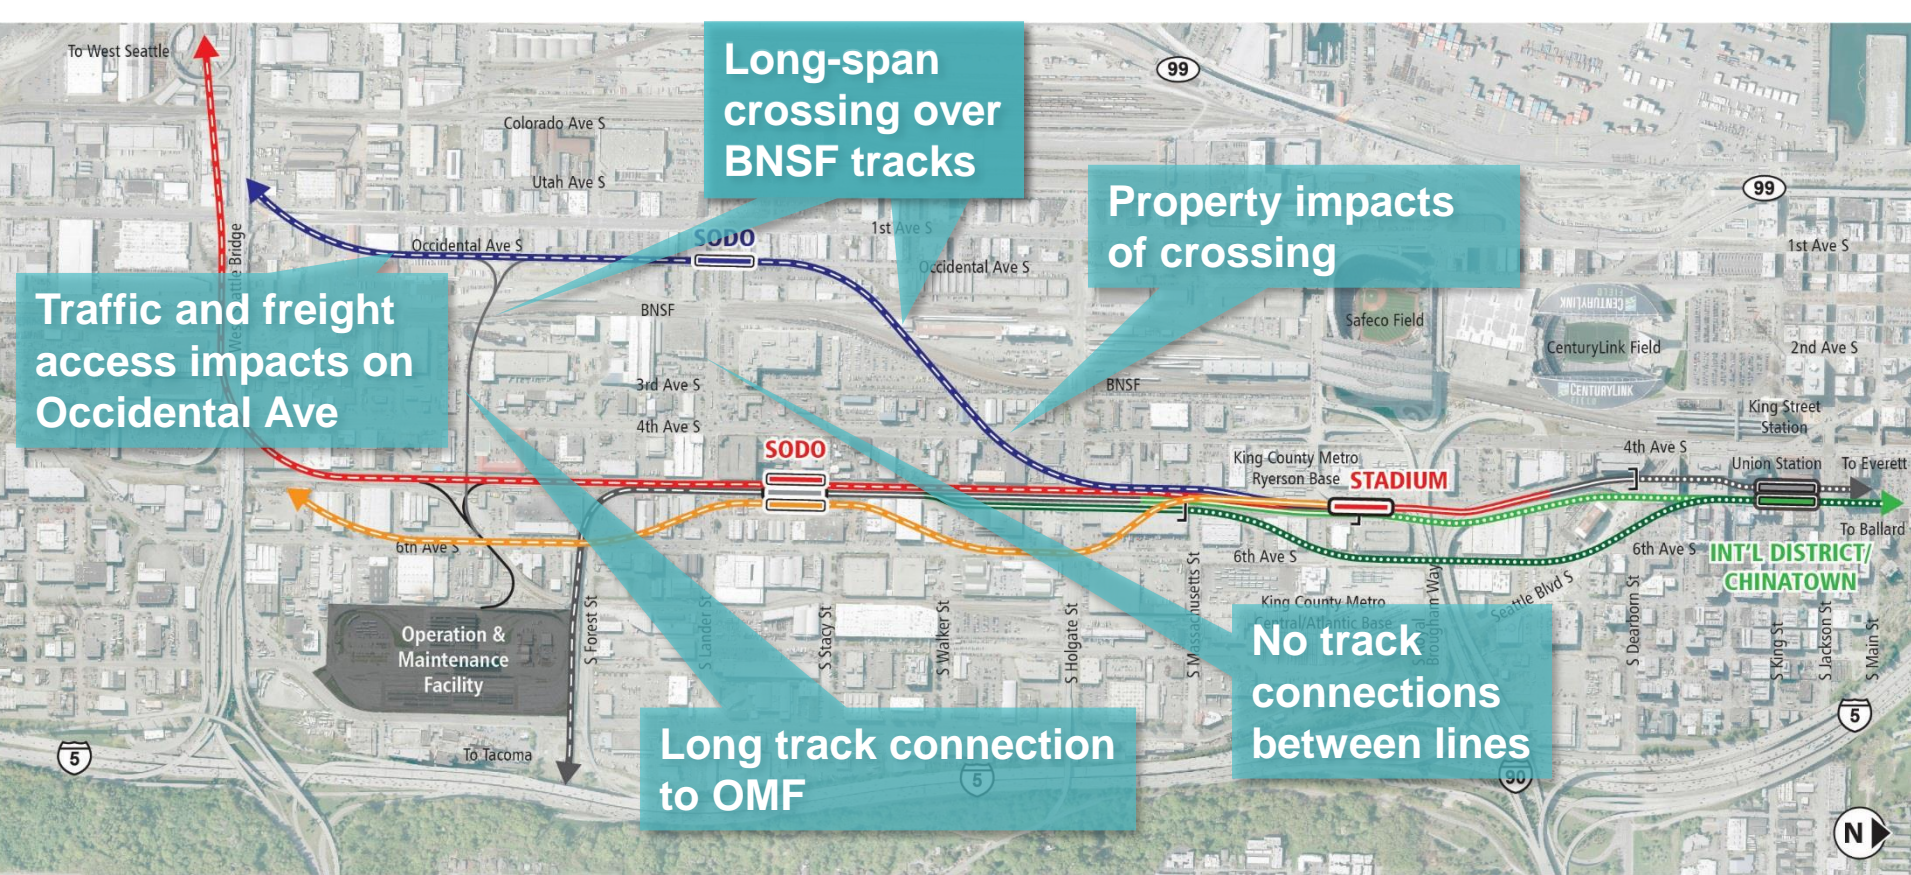 To West Seattle
Long-span
crossing over
BNSF tracks
99
Colorado Ave S
Utah Ave S
Property impacts
of crossing
99
1st Ave S
SODO
Occidental Ave S
1st Ave S
Occidental Ave S
West Seattle Bridge
Traffic and freight
access impacts on
Occidental Ave
BNSF
Safeco Field
CENTURYLINK
FIELD
CenturyLink Field
CENTURYLINK
2nd Ave S
3rd Ave S
BNSF
King Street
Station
4th Ave S
SODO
King County Metro
Ryerson Base
STADIUM
4th Ave S
Union Station
To Everett
To Ballard
6th Ave S
6th Ave S
6th Ave S
INT'L DISTRICT/
CHINATOWN
Operation &
Maintenance
Facility
S Forest St
S Lander St
S Stacy St
S Walker St
S Holgate St
S Massachusetts St
King County Metro
Central/Atlantic Base
S Royal
Brougham Way
Seattle Blvd S
S Dearborn St
S King St
S Jackson St
S Main St
No track
connections
between lines
Long track connection
to OMF
To Tacoma
5
5
90
5
N